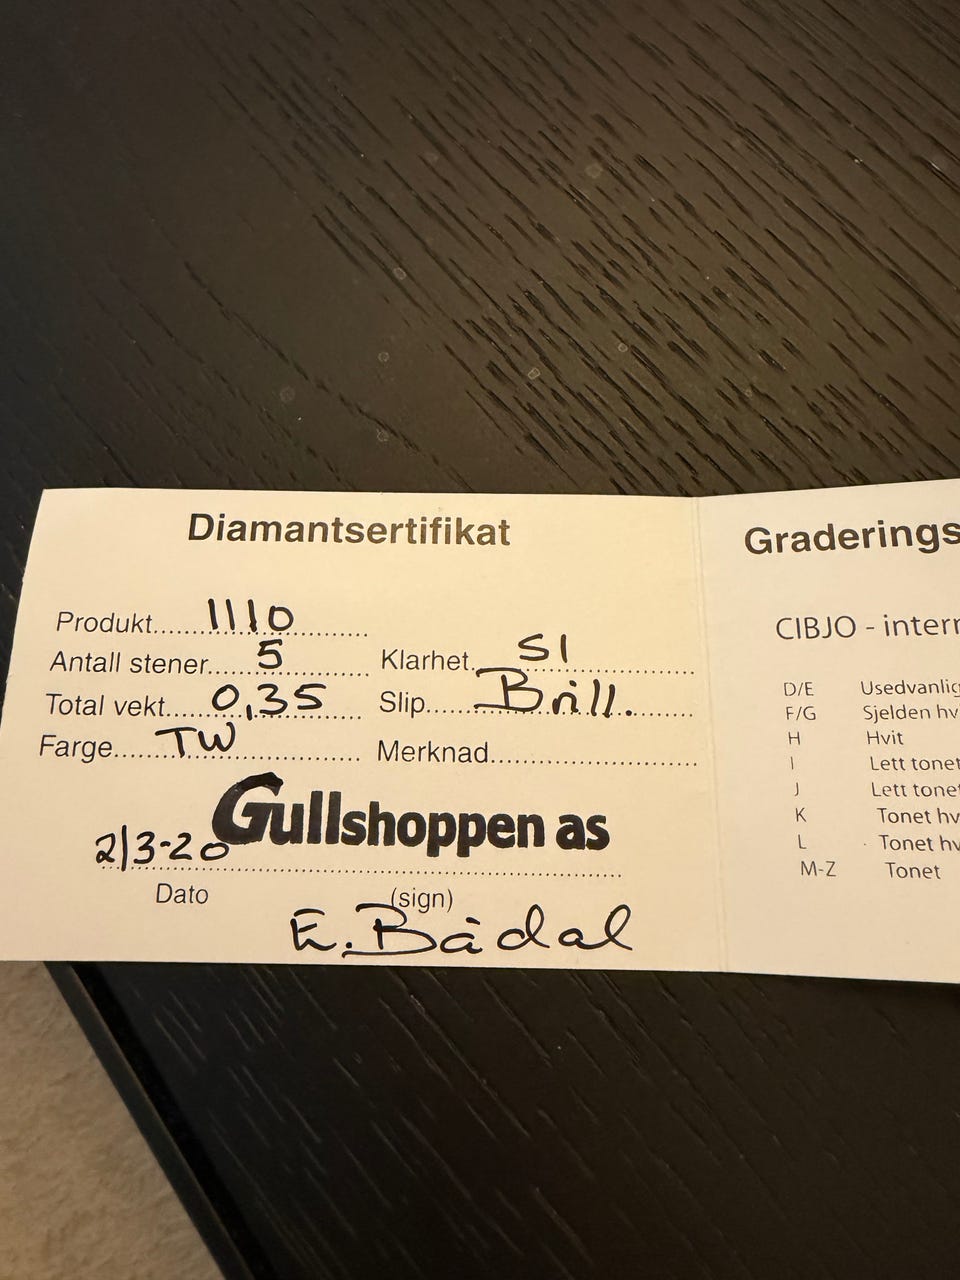 Diamantsertifikat
Produkt....1110
Antall stener.....5
Total vekt....0,35
Farge....TW
Klarhet. SI
Slip.....Brill.
Merknad
Gullshoppen as
2/3-20
Dato
(sign)
E. Bådal
Graderings
CIBJO - intern
D/E Usedvanlig
F/G Sjelden hv
H Hvit
I Lett tonet
J Lett tonet
K Tonet hv
L Tonet hv
M-Z Tonet